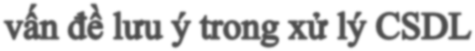 vấn đề lưu ý trong xử lý CSDL